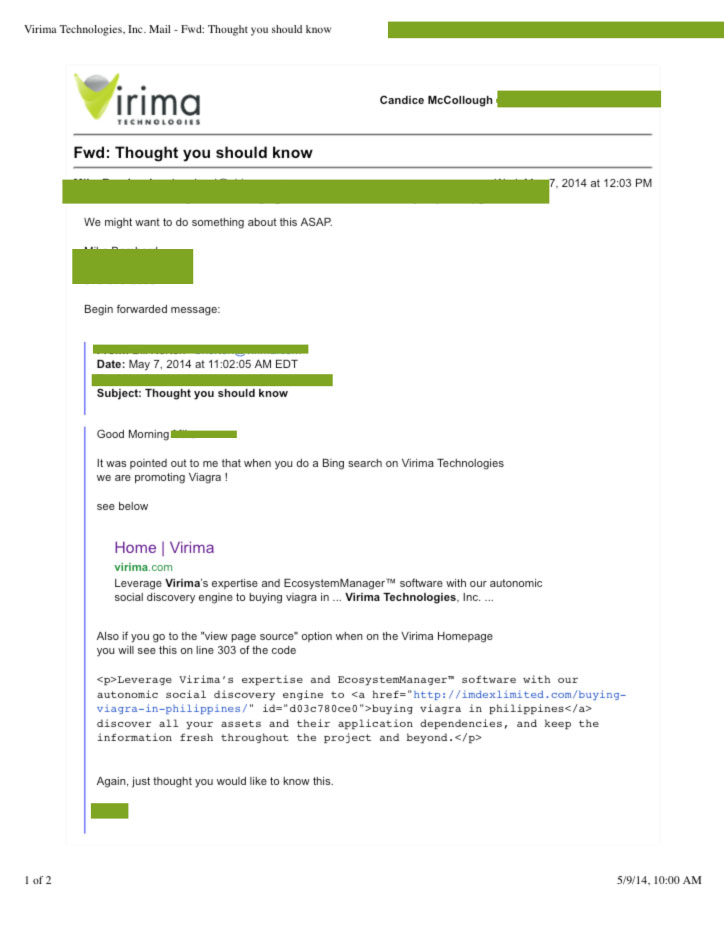 Virima Technologies, Inc. Mail - Fwd: Thought you should know
Virima
TECHNOLOGIES
Candice McCollough
Fwd: Thought you should know
7, 2014 at 12:03 PM
We might want to do something about this ASAP.
Begin forwarded message:
Date: May 7, 2014 at 11:02:05 AM EDT
Subject: Thought you should know
Good Morning
It was pointed out to me that when you do a Bing search on Virima Technologies
we are promoting Viagra !
see below
Home | Virima
virima.com
Leverage Virima's expertise and EcosystemManager™ software with our autonomic
social discovery engine to buying viagra in ... Virima Technologies, Inc. ...
Also if you go to the "view page source" option when on the Virima Homepage
you will see this on line 303 of the code
<p>Leverage Virima's expertise and EcosystemManager™ software with our
autonomic social discovery engine to <a href="http://imdexlimited.com/buying-
viagra-in-philippines/" id="d03c780ce0">buying viagra in philippines</a>
discover all your assets and their application dependencies, and keep the
information fresh throughout the project and beyond.</p>
Again, just thought you would like to know this.
1 of 2
5/9/14, 10:00 AM